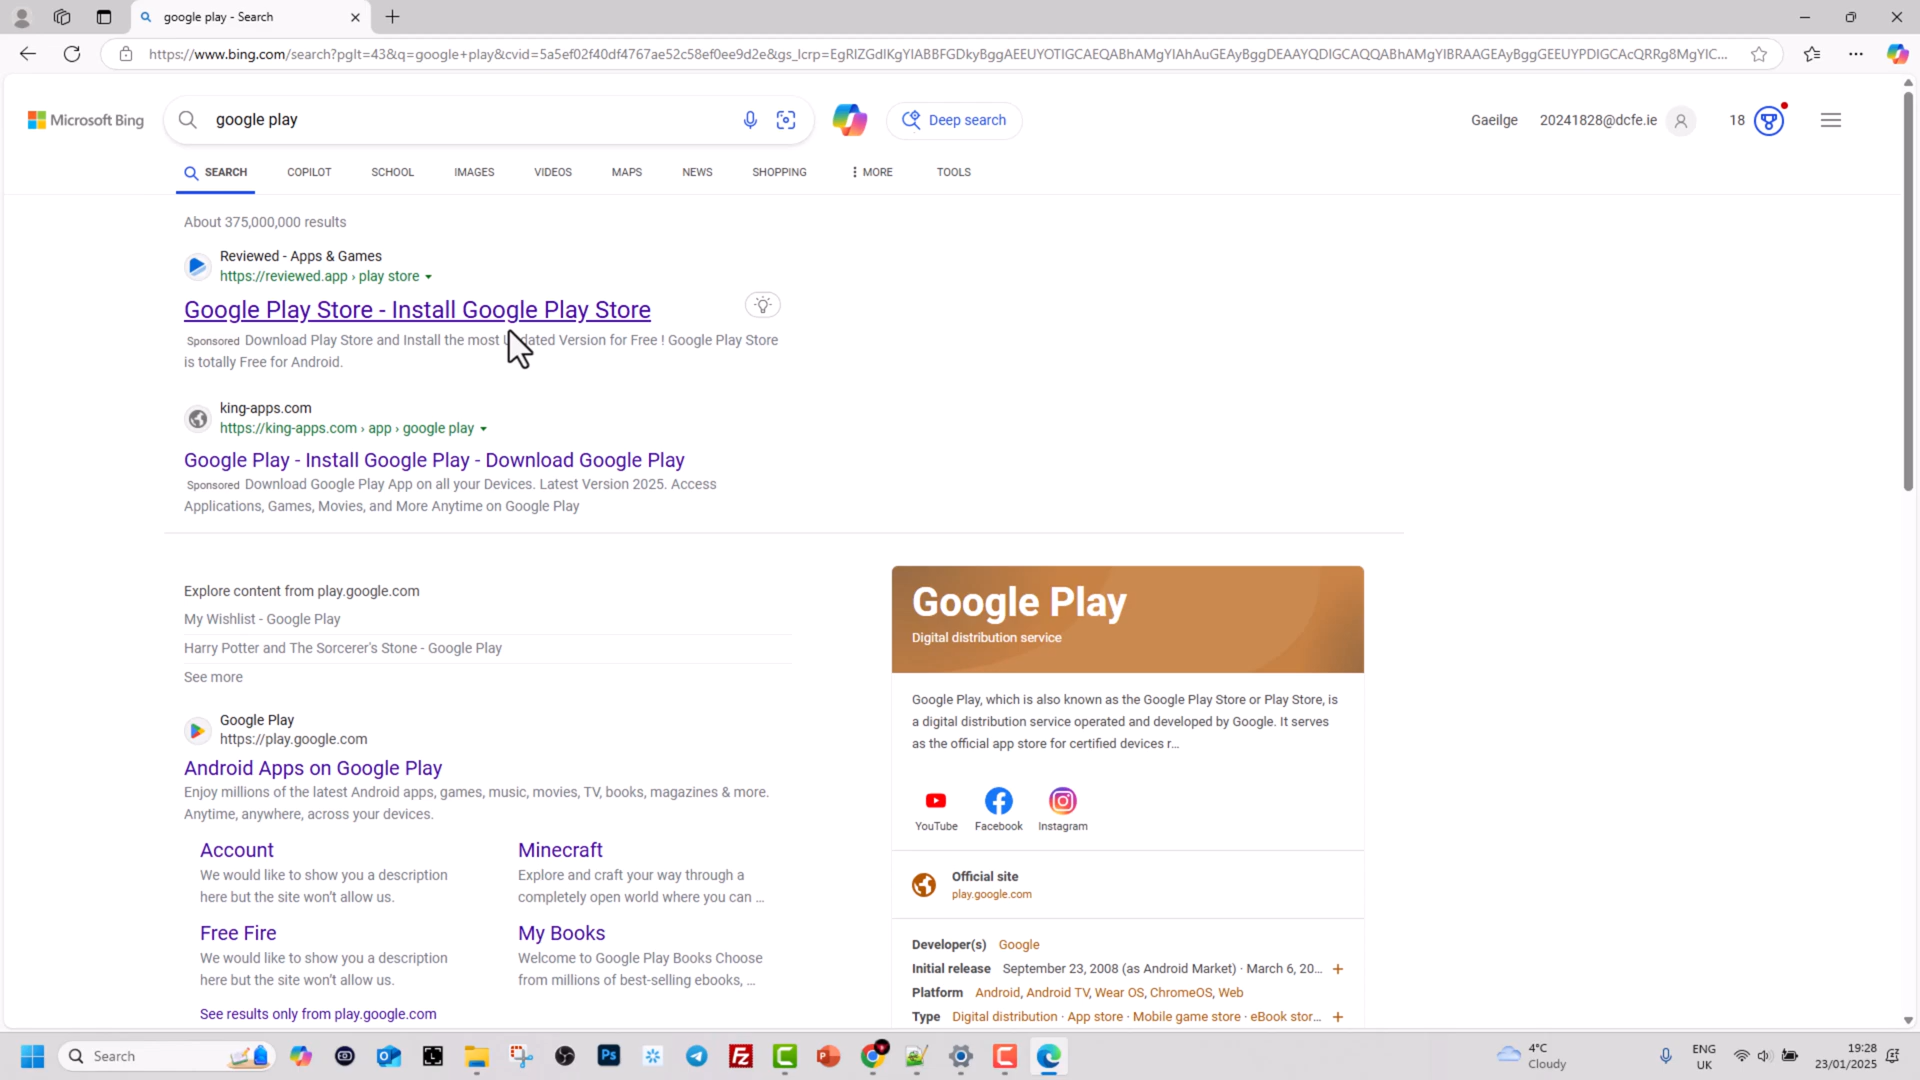 google play - Search
https://www.bing.com/search?pglt=43&q=google+play&cvid=5a5ef02f40df4767ae52c58ef0ee9d2e&gs_lcrp=EgRlZGdlKgYIABBFGDkyBggAEEUYOTIGCAEQABhAMgYIAhAuGEAyBggDEAAYQDIGCAQQABhAMgYIBRAAGEAyBggGEEUYPDIGCAcQRRg8MgYIC...
Microsoft Bing
google play
Deep search
Gaeilge
20241828@dcfe.ie
18
SEARCH
COPILOT
SCHOOL
IMAGES
VIDEOS
MAPS
NEWS
SHOPPING
MORE
TOOLS
About 375,000,000 results
Reviewed - Apps & Games
https://reviewed.app › play store
Google Play Store - Install Google Play Store
Sponsored Download Play Store and Install the most Updated Version for Free ! Google Play Store
is totally Free for Android.
king-apps.com
https://king-apps.com › app › google play
Google Play - Install Google Play - Download Google Play
Sponsored Download Google Play App on all your Devices. Latest Version 2025. Access
Applications, Games, Movies, and More Anytime on Google Play
Explore content from play.google.com
My Wishlist - Google Play
Harry Potter and The Sorcerer's Stone - Google Play
See more
Google Play
https://play.google.com
Android Apps on Google Play
Enjoy millions of the latest Android apps, games, music, movies, TV, books, magazines & more.
Anytime, anywhere, across your devices.
Account
We would like to show you a description
here but the site won't allow us.
Minecraft
Explore and craft your way through a
completely open world where you can ...
Free Fire
We would like to show you a description
here but the site won't allow us.
My Books
Welcome to Google Play Books Choose
from millions of best-selling ebooks, ...
See results only from play.google.com
Google Play
Digital distribution service
Google Play, which is also known as the Google Play Store or Play Store, is
a digital distribution service operated and developed by Google. It serves
as the official app store for certified devices r...
YouTube
Facebook
Instagram
Official site
play.google.com
Developer(s) Google
Initial release September 23, 2008 (as Android Market) · March 6, 20...
Platform Android, Android TV, Wear OS, ChromeOS, Web
Type Digital distribution · App store · Mobile game store · eBook stor...
Search
4°C
Cloudy
ENG
UK
19:28
23/01/2025